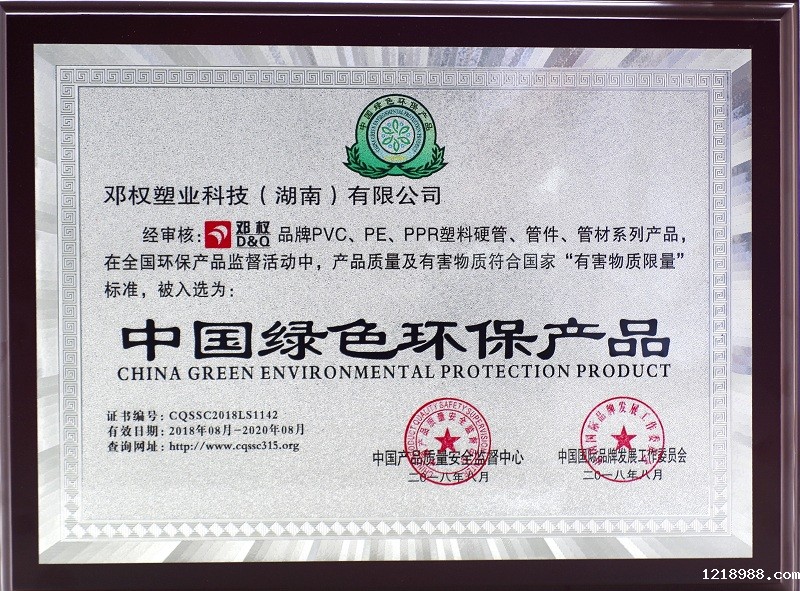 中国绿色环保产品
邓权塑业科技（湖南）有限公司
经审核：邓权 D&Q 品牌PVC、PE、PPR塑料硬管、管件、管材系列产品，
在全国环保产品监督活动中，产品质量及有害物质符合国家“有害物质限量”
标准，被入选为：
中国绿色环保产品
CHINA GREEN ENVIRONMENTAL PROTECTION PRODUCT
证书编号：CQSSC2018LS1142
有效日期：2018年08月-2020年08月
查询网址：http://www.cqssc315.org
中国产品质量安全监督中心
二〇一八年八月
中国国际品牌发展工作委员会
二〇一八年八月
1218988.com